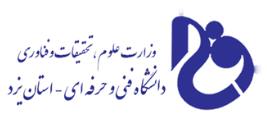 وزارت علوم، تحقیقات و فناوری
دانشگاه فنی و حرفه ای - استان یزد